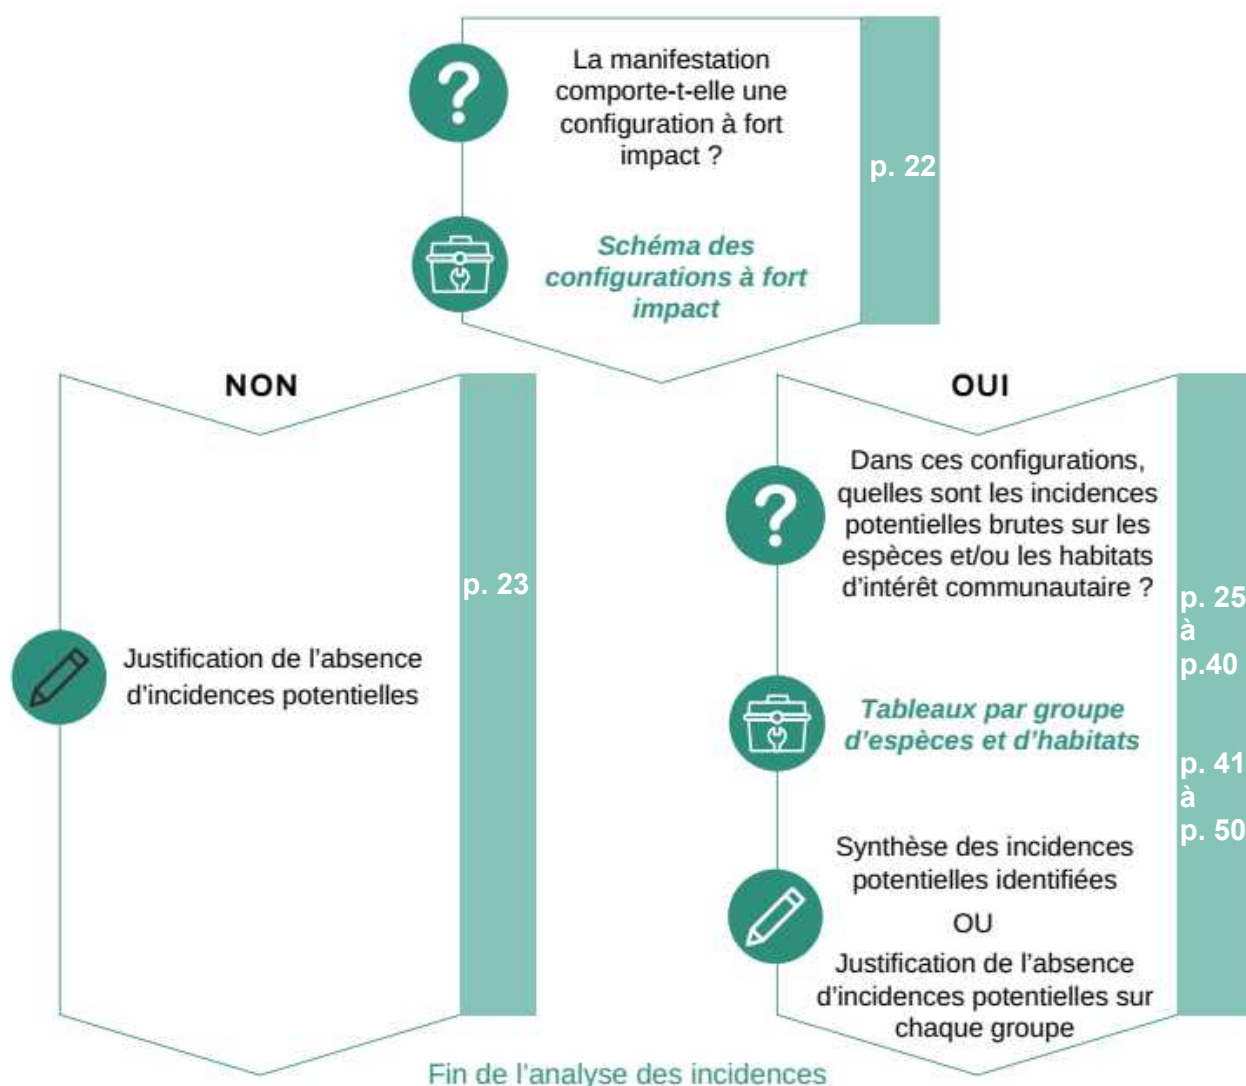 La manifestation
comporte-t-elle une
configuration à fort
impact ?
p. 22
Schéma des
configurations à fort
impact
NON
p. 23
Justification de l’absence
d’incidences potentielles
OUI
Dans ces configurations,
quelles sont les incidences
potentielles brutes sur les
espèces et/ou les habitats
d’intérêt communautaire ?
p. 25
à
p.40
Tableaux par groupe
d’espèces et d’habitats
p. 41
à
p. 50
Synthèse des incidences
potentielles identifiées
OU
Justification de l’absence
d’incidences potentielles sur
chaque groupe
Fin de l’analyse des incidences